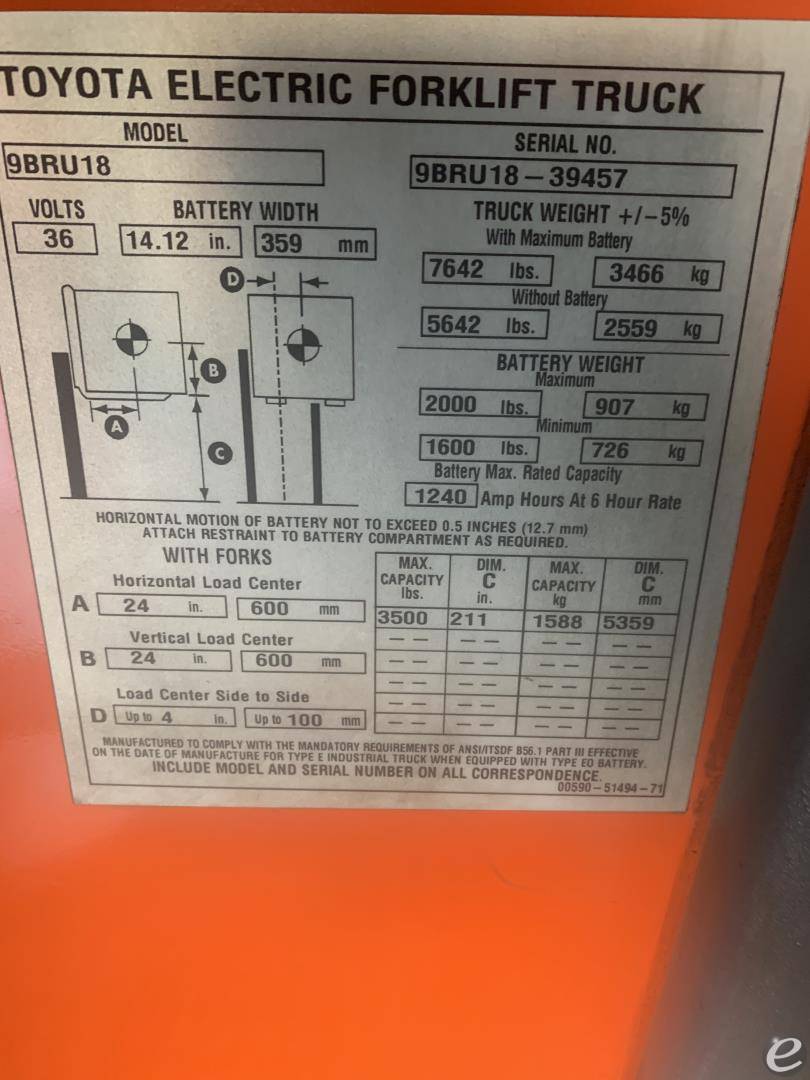 TOYOTA ELECTRIC FORKLIFT TRUCK
MODEL
9BRU18
SERIAL NO.
9BRU18-39457
VOLTS
36
BATTERY WIDTH
14.12 in. 359 mm
TRUCK WEIGHT +/-5%
With Maximum Battery
7642 lbs. 3466 kg
Without Battery
5642 lbs. 2559 kg
BATTERY WEIGHT
Maximum
2000 lbs. 907 kg
Minimum
1600 lbs. 726 kg
Battery Max. Rated Capacity
1240 Amp Hours At 6 Hour Rate
D
B
A
C
HORIZONTAL MOTION OF BATTERY NOT TO EXCEED 0.5 INCHES (12.7 mm)
ATTACH RESTRAINT TO BATTERY COMPARTMENT AS REQUIRED.
WITH FORKS
Horizontal Load Center
A 24 in. 600 mm
Vertical Load Center
B 24 in. 600 mm
Load Center Side to Side
D Up to 4 in. Up to 100 mm
MAX. CAPACITY lbs. DIM. C in. MAX. CAPACITY kg DIM. C mm
3500 211 1588 5359
-- -- -- --
-- -- -- --
-- -- -- --
-- -- -- --
-- -- -- --
MANUFACTURED TO COMPLY WITH THE MANDATORY REQUIREMENTS OF ANSI/ITSDF B56.1 PART III EFFECTIVE
ON THE DATE OF MANUFACTURE FOR TYPE E INDUSTRIAL TRUCK WHEN EQUIPPED WITH TYPE EO BATTERY.
INCLUDE MODEL AND SERIAL NUMBER ON ALL CORRESPONDENCE.
00590-51494-71
e